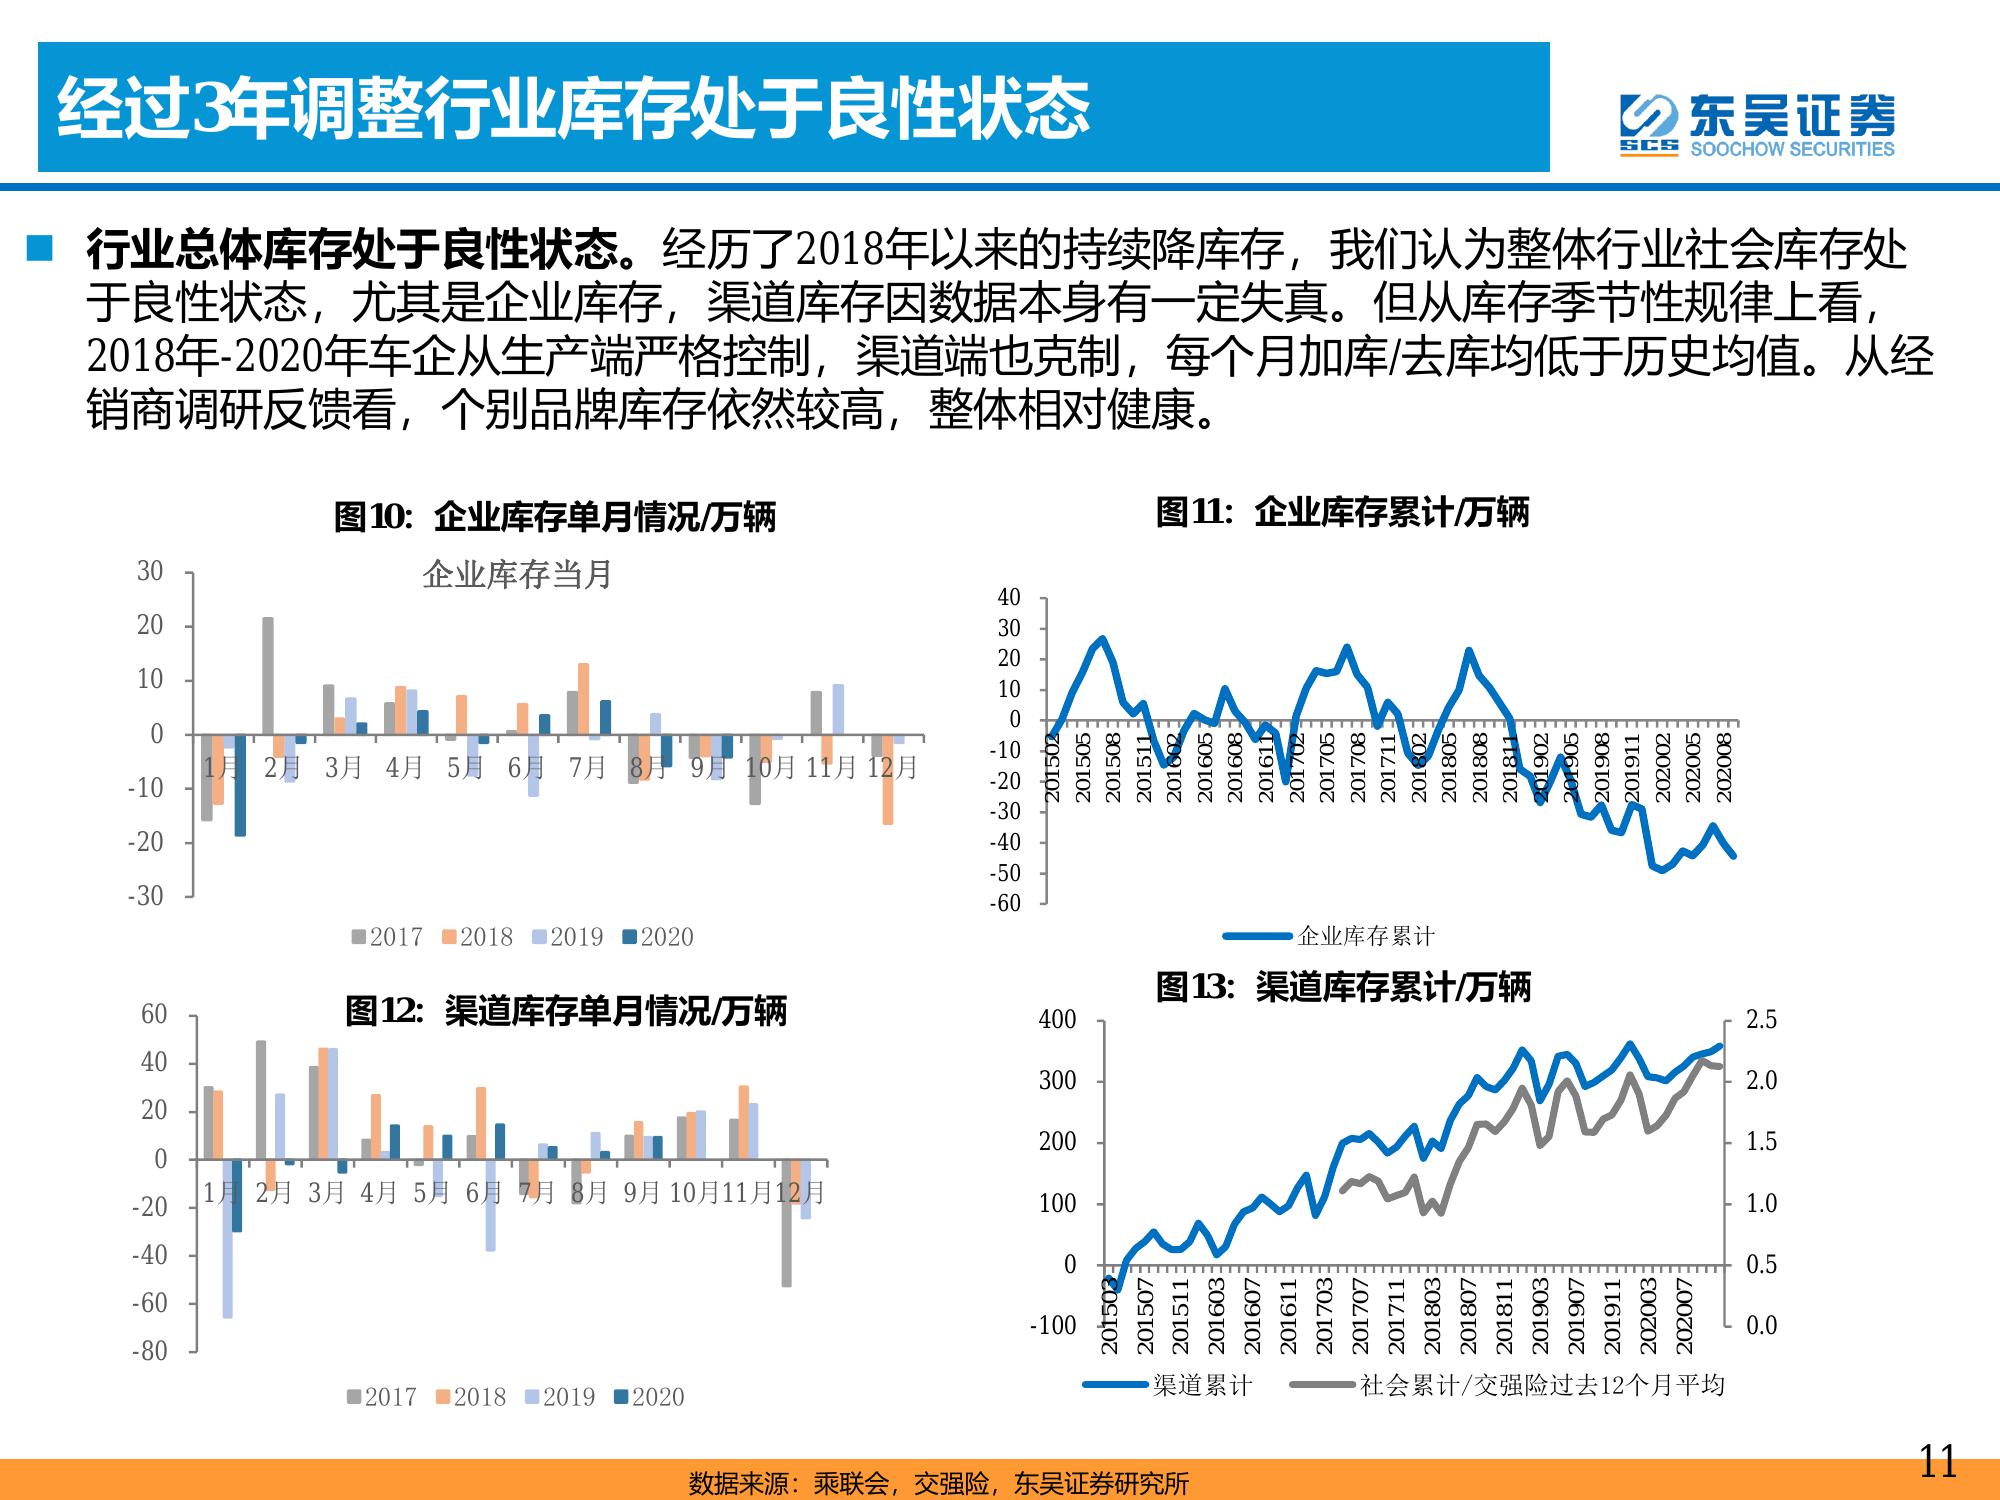 经过3年调整行业库存处于良性状态
东吴证券
SCS
SOOCHOW SECURITIES
行业总体库存处于良性状态。经历了2018年以来的持续降库存，我们认为整体行业社会库存处
于良性状态，尤其是企业库存，渠道库存因数据本身有一定失真。但从库存季节性规律上看，
2018年-2020年车企从生产端严格控制，渠道端也克制，每个月加库/去库均低于历史均值。从经
销商调研反馈看，个别品牌库存依然较高，整体相对健康。
图10：企业库存单月情况/万辆
企业库存当月
30
20
10
0
-10
-20
-30
1月 2月 3月 4月 5月 6月 7月 8月 9月 10月 11月 12月
2017 2018 2019 2020
图11：企业库存累计/万辆
40
30
20
10
0
-10
-20
-30
-40
-50
-60
201502 201505 201508 201511 201602 201605 201608 201611 201702 201705 201708 201711 201802 201805 201808 201811 201902 201905 201908 201911 202002 202005 202008
企业库存累计
图12：渠道库存单月情况/万辆
60
40
20
0
-20
-40
-60
-80
1月 2月 3月 4月 5月 6月 7月 8月 9月 10月 11月 12月
2017 2018 2019 2020
图13：渠道库存累计/万辆
400
300
200
100
0
-100
2.5
2.0
1.5
1.0
0.5
0.0
201503 201507 201511 201603 201607 201611 201703 201707 201711 201803 201807 201811 201903 201907 201911 202003 202007
渠道累计 社会累计/交强险过去12个月平均
数据来源：乘联会，交强险，东吴证券研究所
11